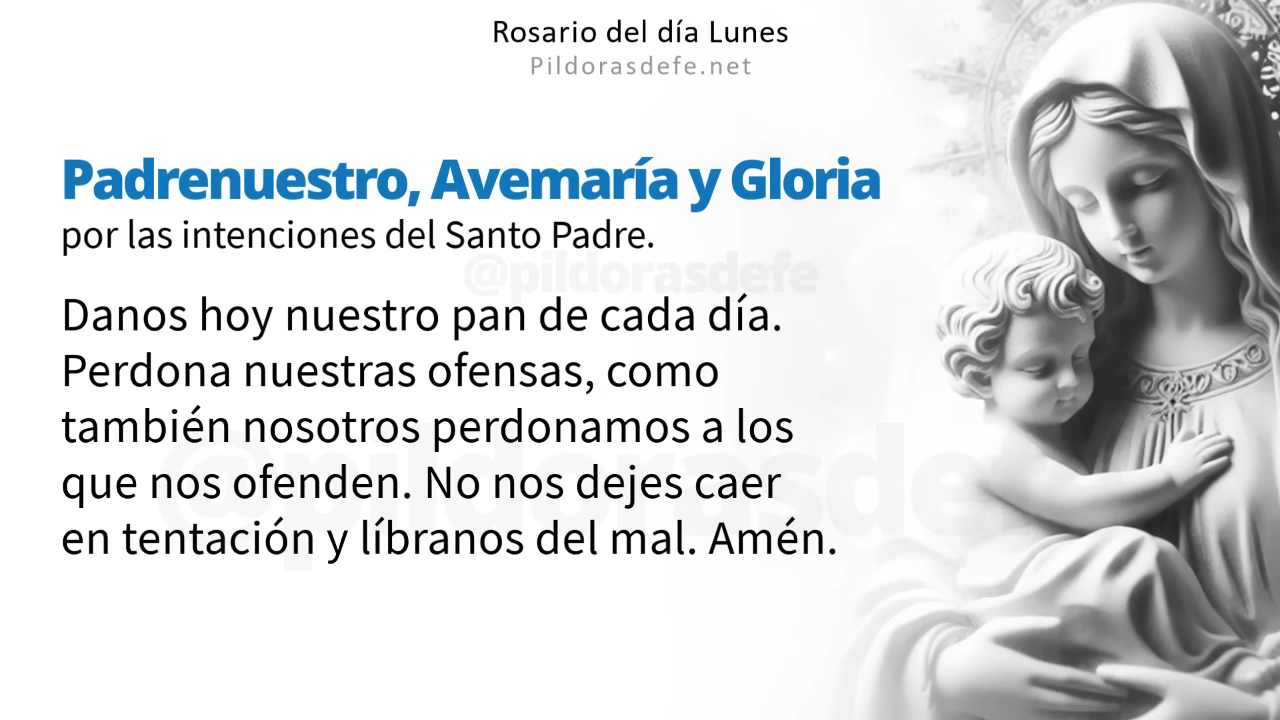 Rosario del día Lunes
Pildorasdefe.net
Padrenuestro, Avemaría y Gloria
por las intenciones del Santo Padre.
@pildorasdefe
Danos hoy nuestro pan de cada día.
Perdona nuestras ofensas, como
también nosotros perdonamos a los
que nos ofenden. No nos dejes caer
en tentación y líbranos del mal. Amén.
@pildorasdefe